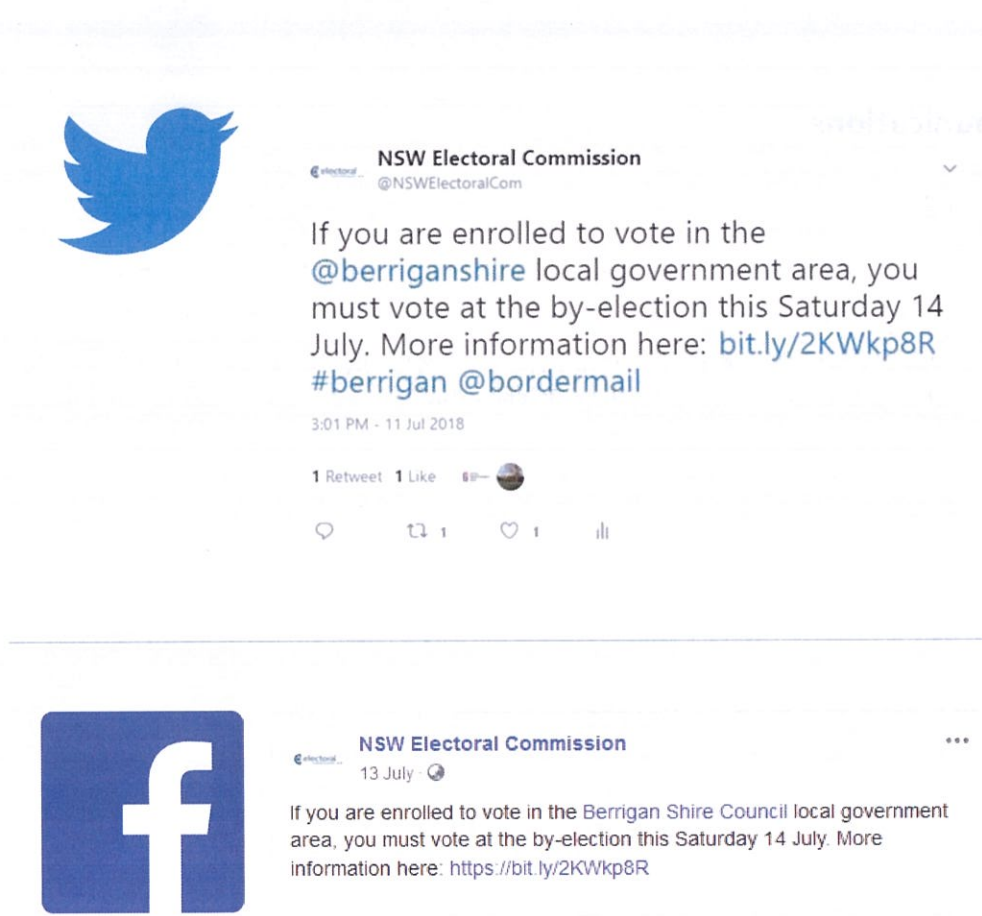 NSW Electoral Commission
electoral
@NSWElectoralCom
If you are enrolled to vote in the
@berriganshire local government area, you
must vote at the by-election this Saturday 14
July. More information here: bit.ly/2KWkp8R
#berrigan @bordermail
3:01 PM - 11 Jul 2018
1 Retweet 1 Like
1 1
NSW Electoral Commission
electoral
13 July ·
If you are enrolled to vote in the Berrigan Shire Council local government
area, you must vote at the by-election this Saturday 14 July. More
information here: https://bit.ly/2KWkp8R